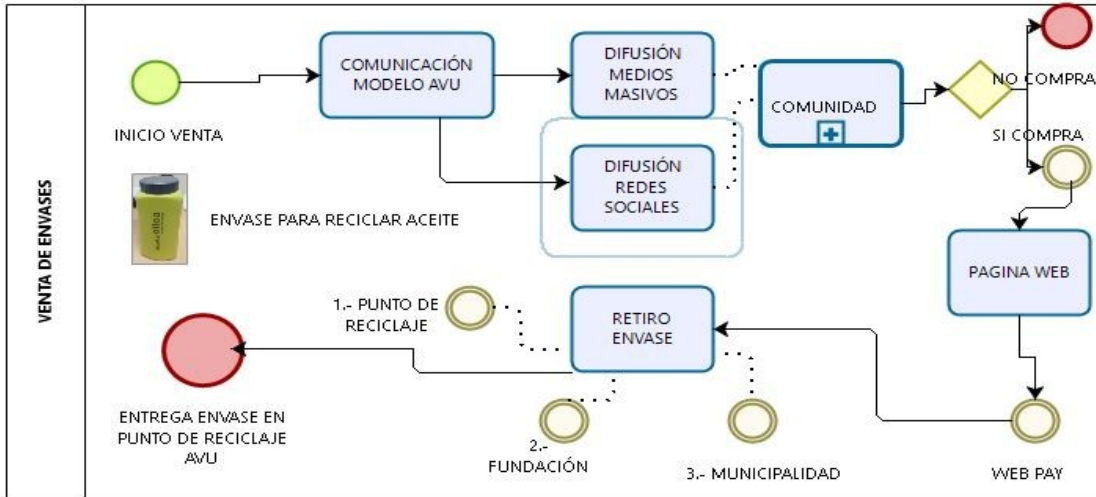 VENTA DE ENVASES
INICIO VENTA
COMUNICACIÓN
MODELO AVU
DIFUSIÓN
MEDIOS
MASIVOS
DIFUSIÓN
REDES
SOCIALES
COMUNIDAD
NO COMPRA
SI COMPRA
ENVASE PARA RECICLAR ACEITE
PAGINA WEB
1.- PUNTO DE
RECICLAJE
RETIRO
ENVASE
ENTREGA ENVASE EN
PUNTO DE RECICLAJE
AVU
2.-
FUNDACIÓN
3.- MUNICIPALIDAD
WEB PAY